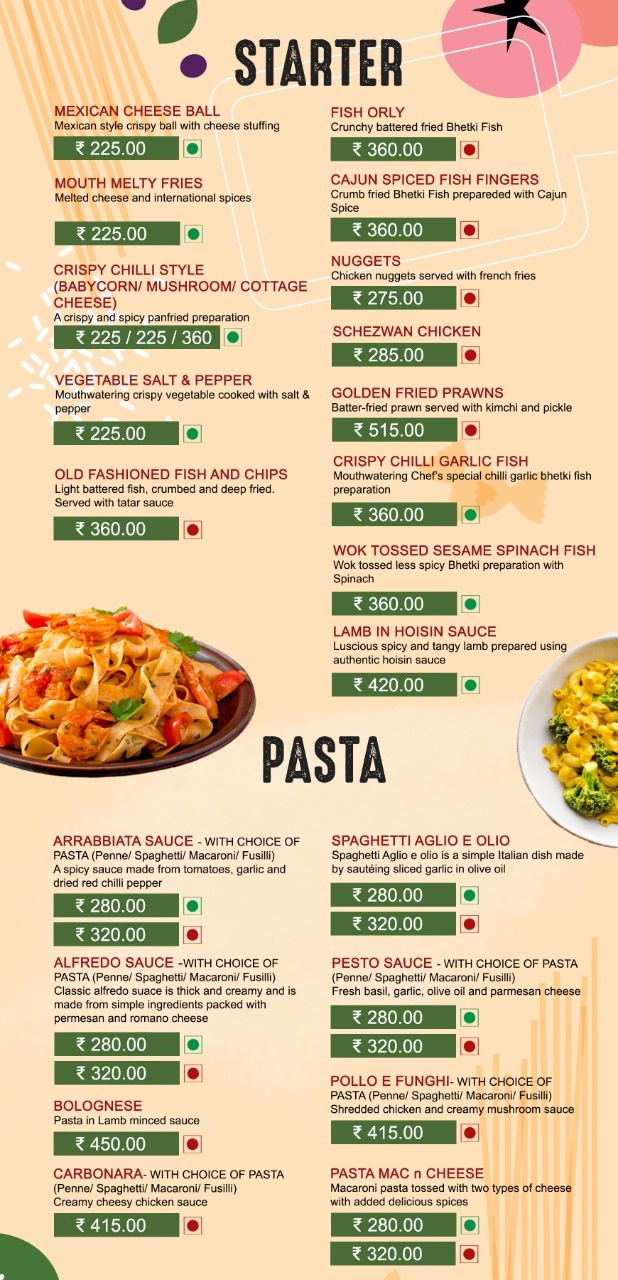 STARTER
MEXICAN CHEESE BALL
Mexican style crispy ball with cheese stuffing
₹ 225.00
MOUTH MELTY FRIES
Melted cheese and international spices
₹ 225.00
CRISPY CHILLI STYLE
(BABYCORN/ MUSHROOM/ COTTAGE
CHEESE)
A crispy and spicy panfried preparation
₹ 225 / 225 / 360
VEGETABLE SALT & PEPPER
Mouthwatering crispy vegetable cooked with salt &
pepper
₹ 225.00
OLD FASHIONED FISH AND CHIPS
Light battered fish, crumbed and deep fried.
Served with tatar sauce
₹ 360.00
FISH ORLY
Crunchy battered fried Bhetki Fish
₹ 360.00
CAJUN SPICED FISH FINGERS
Crumb fried Bhetki Fish prepareded with Cajun
Spice
₹ 360.00
NUGGETS
Chicken nuggets served with french fries
₹ 275.00
SCHEZWAN CHICKEN
₹ 285.00
GOLDEN FRIED PRAWNS
Batter-fried prawn served with kimchi and pickle
₹ 515.00
CRISPY CHILLI GARLIC FISH
Mouthwating Chef's special chilli garlic bhetki fish
preparation
₹ 360.00
WOK TOSSED SESAME SPINACH FISH
Wok tossed less spicy Bhetki preparation with
Spinach
₹ 360.00
LAMB IN HOISIN SAUCE
Luscious spicy and tangy lamb prepared using
authentic hoisin sauce
₹ 420.00
PASTA
ARRABBIATA SAUCE - WITH CHOICE OF
PASTA (Penne/ Spaghetti/ Macaroni/ Fusilli)
A spicy sauce made from tomatoes, garlic and
dried red chilli pepper
₹ 280.00
₹ 320.00
ALFREDO SAUCE -WITH CHOICE OF
PASTA (Penne/ Spaghetti/ Macaroni/ Fusilli)
Classic alfredo suace is thick and creamy and is
made from simple ingredients packed with
permesan and romano cheese
₹ 280.00
₹ 320.00
BOLOGNESE
Pasta in Lamb minced sauce
₹ 450.00
CARBONARA- WITH CHOICE OF PASTA
(Penne/ Spaghetti/ Macaroni/ Fusilli)
Creamy cheesy chicken sauce
₹ 415.00
SPAGHETTI AGLIO E OLIO
Spaghetti Aglio e olio is a simple Italian dish made
by sautéing sliced garlic in olive oil
₹ 280.00
₹ 320.00
PESTO SAUCE - WITH CHOICE OF PASTA
(Penne/ Spaghetti/ Macaroni/ Fusilli)
Fresh basil, garlic, olive oil and parmesan cheese
₹ 280.00
₹ 320.00
POLLO E FUNGHI- WITH CHOICE OF
PASTA (Penne/ Spaghetti/ Macaroni/ Fusilli)
Shredded chicken and creamy mushroom sauce
₹ 415.00
PASTA MAC n CHEESE
Macaroni pasta tossed with two types of cheese
with added delicious spices
₹ 280.00
₹ 320.00